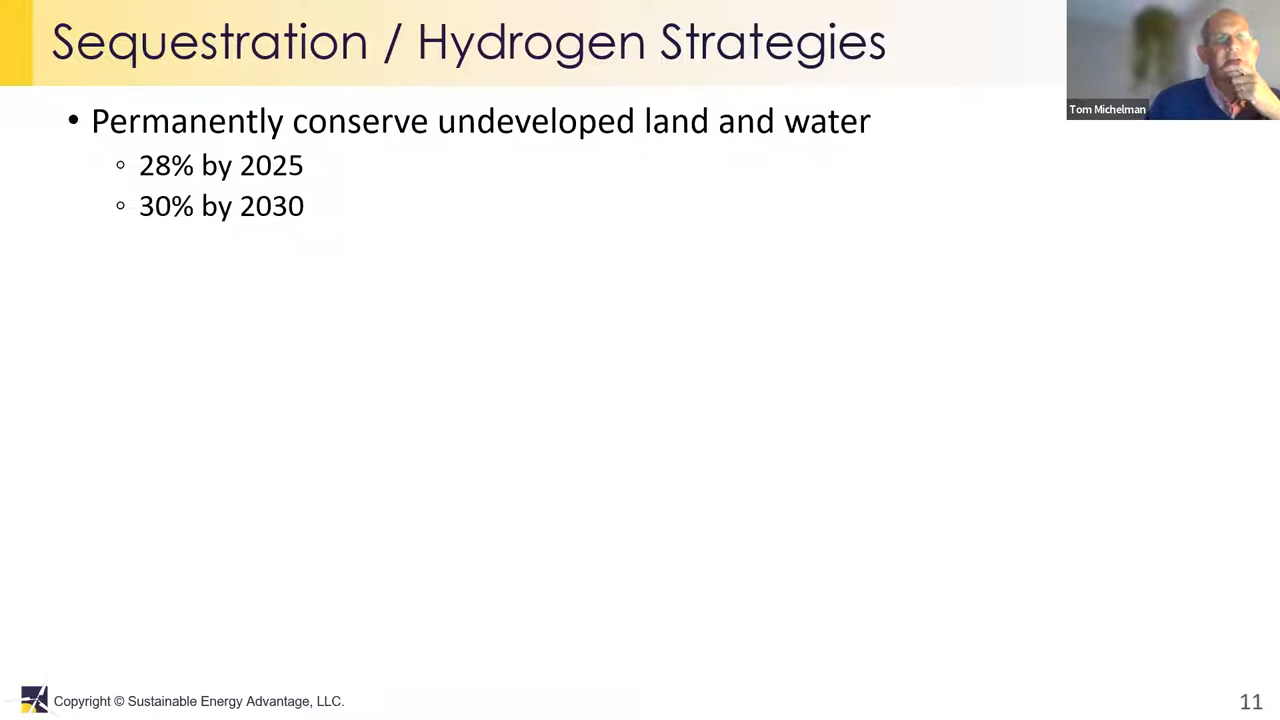 Sequestration / Hydrogen Strategies
Tom Michelman
• Permanently conserve undeveloped land and water
◦ 28% by 2025
◦ 30% by 2030
Copyright © Sustainable Energy Advantage, LLC.
11